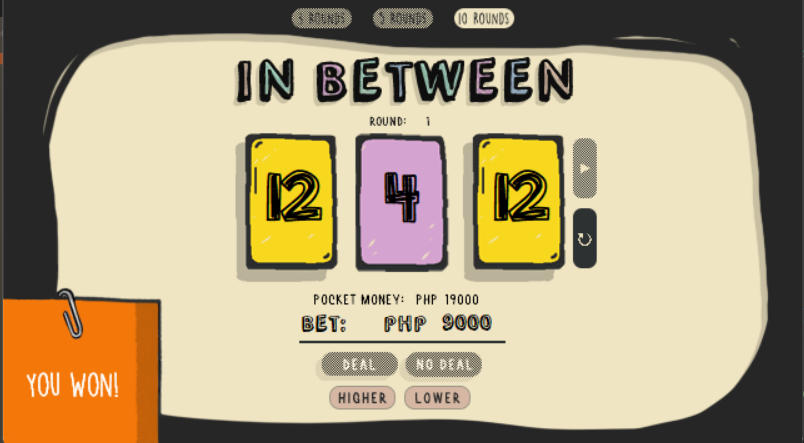 3 ROUNDS 5 ROUNDS 10 ROUNDS
IN BETWEEN
ROUND: 1
12 4 12
POCKET MONEY: PHP 19000
BET: PHP 9000
DEAL NO DEAL
HIGHER LOWER
YOU WON!